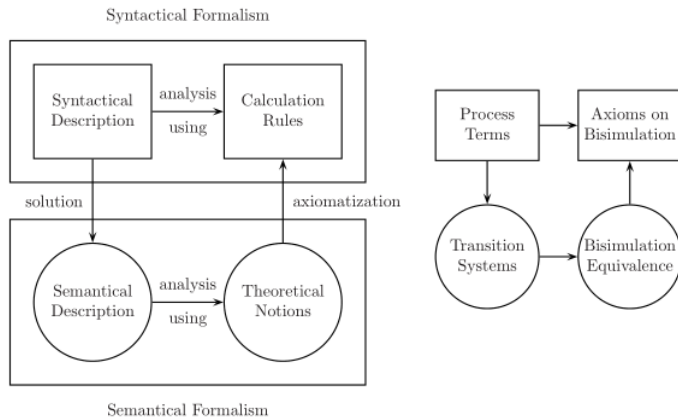 Syntactical Formalism
Syntactical
Description
analysis
using
Calculation
Rules
solution
axiomatization
Semantical
Description
analysis
using
Theoretical
Notions
Semantical Formalism
Process
Terms
Axioms on
Bisimulation
Transition
Systems
Bisimulation
Equivalence